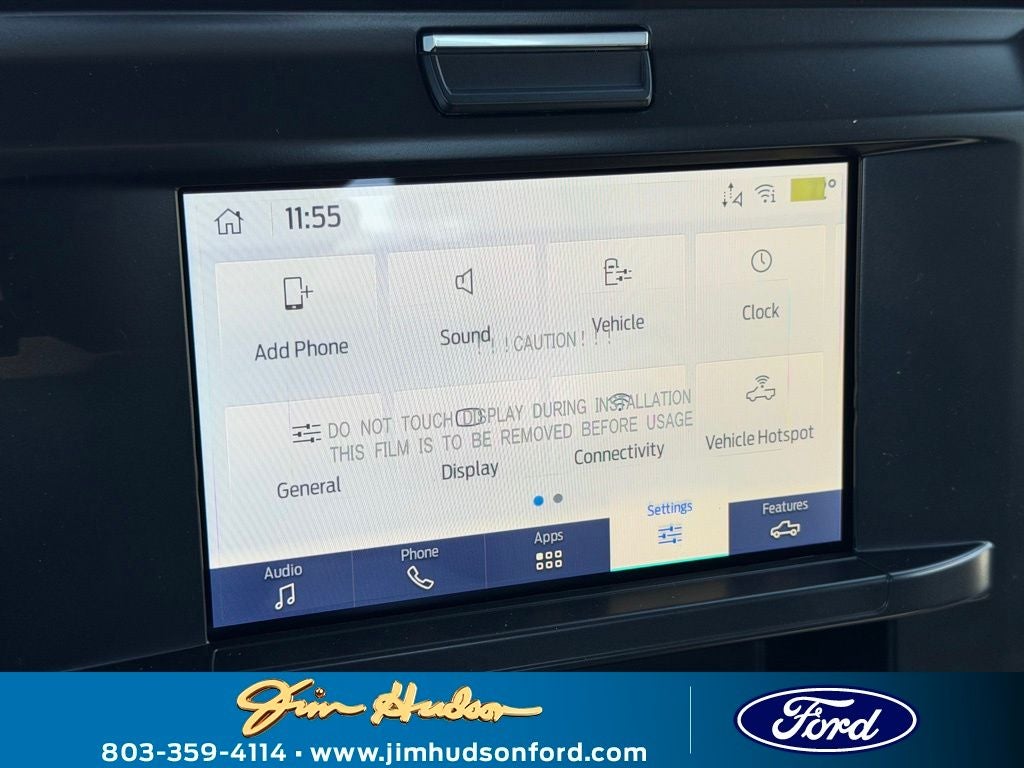 11:55
Add Phone
Sound
Vehicle
Clock
! ! ! CAUTION ! ! !
DO NOT TOUCH DISPLAY DURING INSTALLATION
THIS FILM IS TO BE REMOVED BEFORE USAGE
General
Display
Connectivity
Vehicle Hotspot
Audio
Phone
Apps
Settings
Features
Jim Hudson
803-359-4114 • www.jimhudsonford.com
Ford